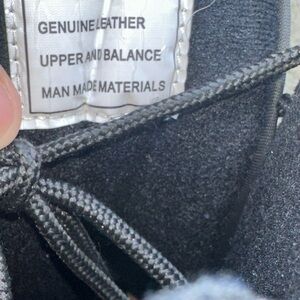 GENUINE LEATHER
UPPER AND BALANCE
MAN MADE MATERIALS